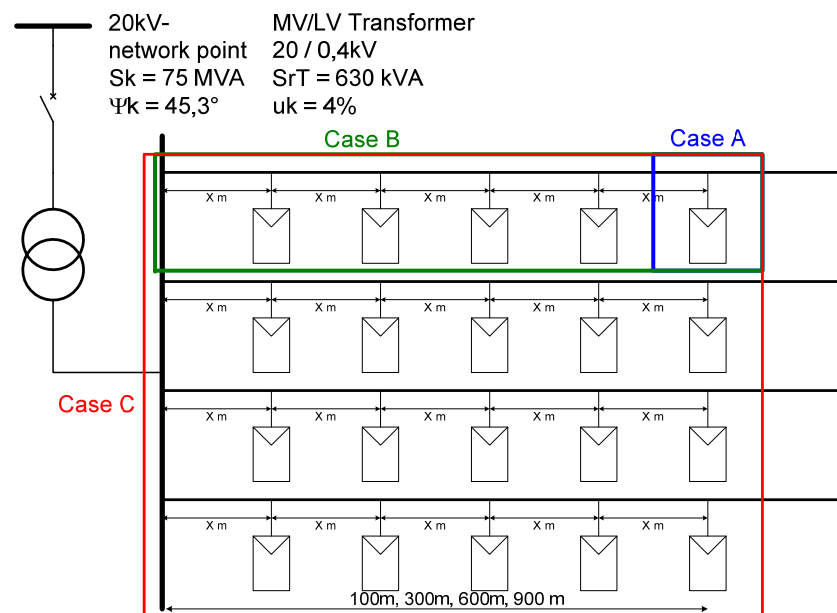 20kV-
network point
Sk = 75 MVA
Ψk = 45,3°
MV/LV Transformer
20 / 0,4kV
SrT = 630 kVA
uk = 4%
Case B
Case A
X m X m X m X m X m
X m X m X m X m X m
Case C
X m X m X m X m X m
X m X m X m X m X m
100m, 300m, 600m, 900 m